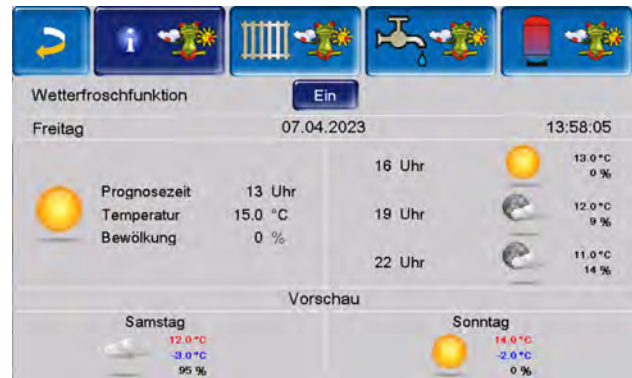 i
Wetterfroschfunktion Ein
Freitag 07.04.2023 13:58:05
16 Uhr 13.0°C
0 %
Prognosezeit 13 Uhr
Temperatur 15.0 °C
Bewölkung 0 %
19 Uhr 12.0°C
9 %
22 Uhr 11.0°C
14 %
Vorschau
Samstag
12.0°C
-3.0°C
95 %
Sonntag
14.0°C
-2.0°C
0 %